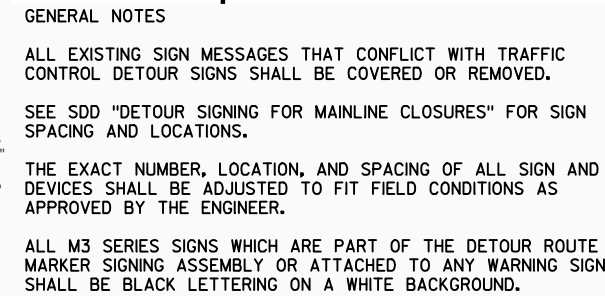 GENERAL NOTES
ALL EXISTING SIGN MESSAGES THAT CONFLICT WITH TRAFFIC
CONTROL DETOUR SIGNS SHALL BE COVERED OR REMOVED.
SEE SDD "DETOUR SIGNING FOR MAINLINE CLOSURES" FOR SIGN
SPACING AND LOCATIONS.
THE EXACT NUMBER, LOCATION, AND SPACING OF ALL SIGN AND
DEVICES SHALL BE ADJUSTED TO FIT FIELD CONDITIONS AS
APPROVED BY THE ENGINEER.
ALL M3 SERIES SIGNS WHICH ARE PART OF THE DETOUR ROUTE
MARKER SIGNING ASSEMBLY OR ATTACHED TO ANY WARNING SIGN
SHALL BE BLACK LETTERING ON A WHITE BACKGROUND.